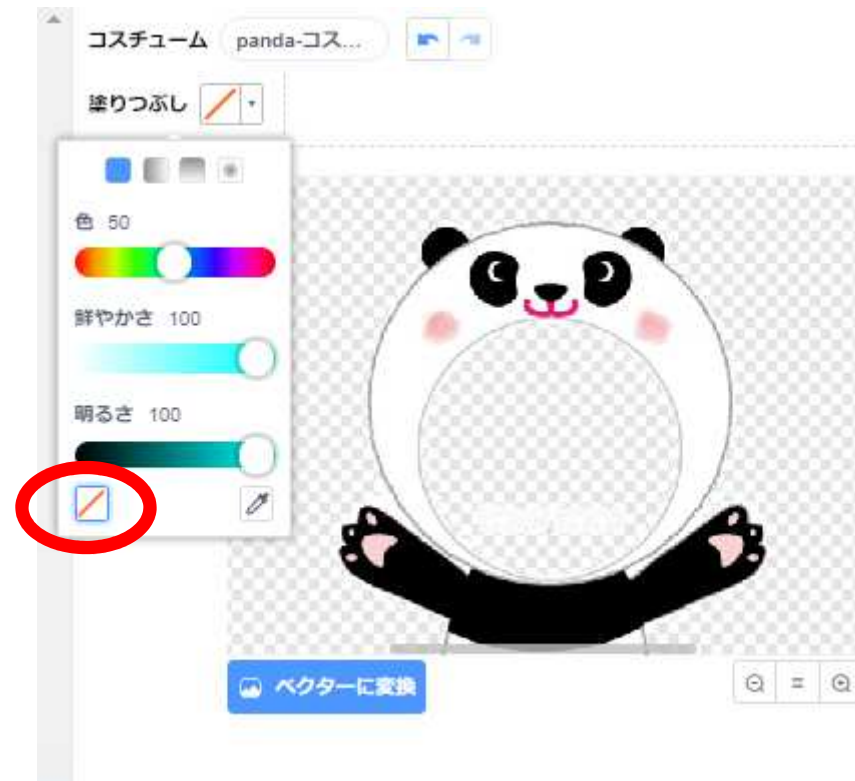 コスチューム panda-コス...
塗りつぶし
色 50
鮮やかさ 100
明るさ 100
ベクターに変換